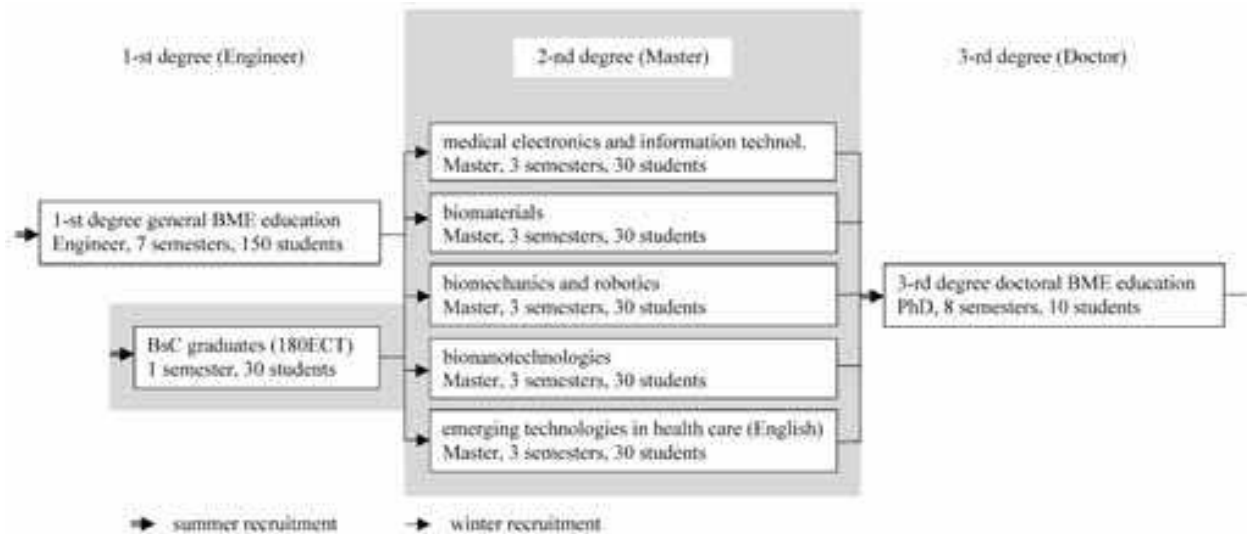 1-st degree (Engineer)
2-nd degree (Master)
3-rd degree (Doctor)
medical electronics and information technol.
Master, 3 semesters, 30 students
1-st degree general BME education
Engineer, 7 semesters, 150 students
biomaterials
Master, 3 semesters, 30 students
biomechanics and robotics
Master, 3 semesters, 30 students
3-rd degree doctoral BME education
PhD, 8 semesters, 10 students
BsC graduates (180ECT)
1 semester, 30 students
bionanotechnologies
Master, 3 semesters, 30 students
emerging technologies in health care (English)
Master, 3 semesters, 30 students
summer recruitment
winter recruitment